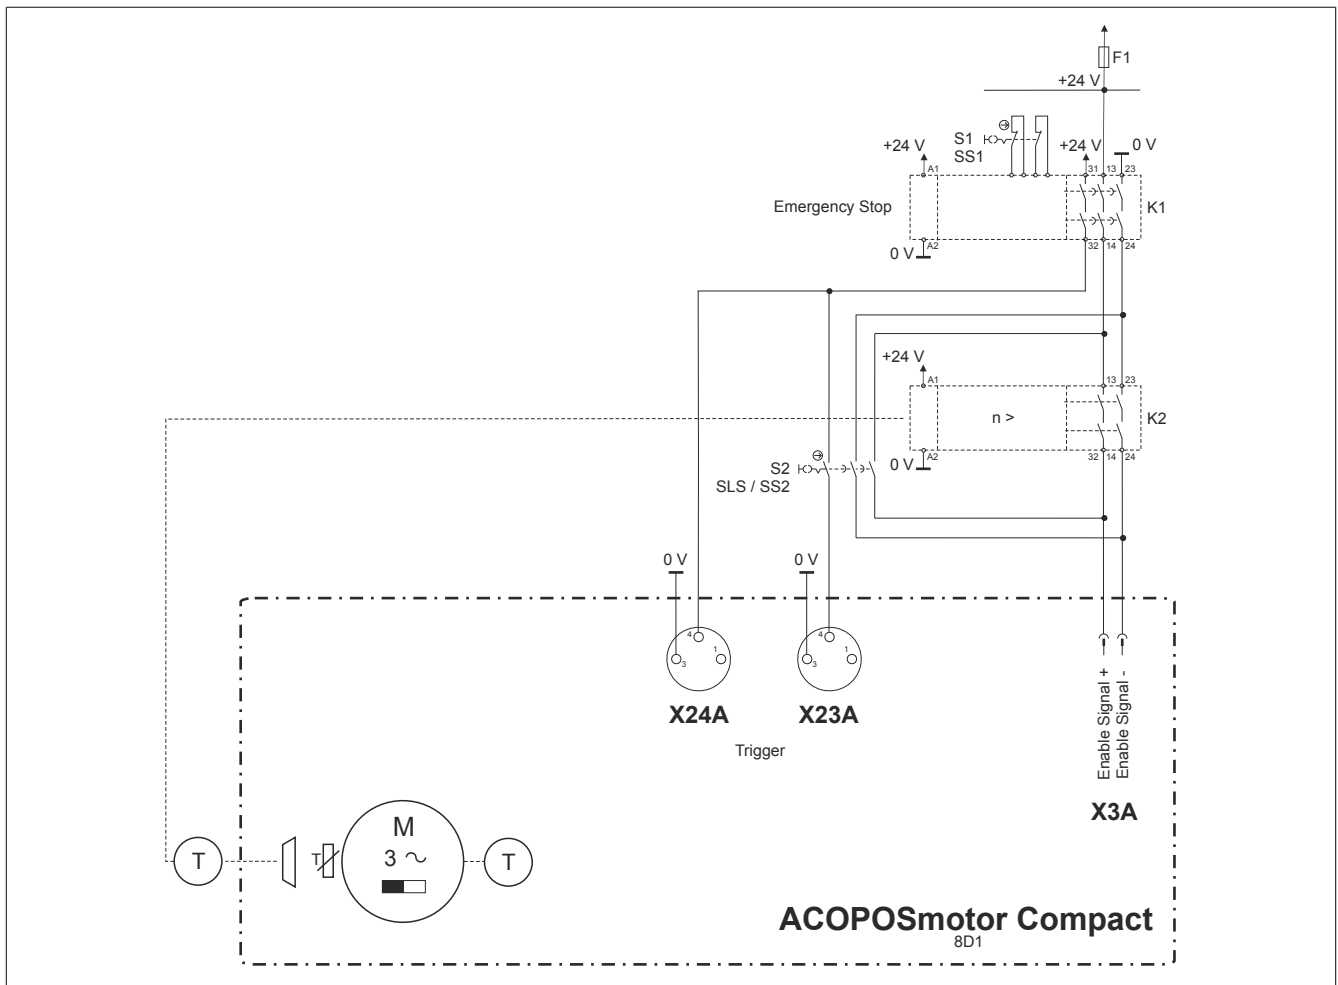 F1
+24 V
S1
SS1
+24 V
+24 V
0 V
A1
31 13 23
Emergency Stop
K1
A2
32 14 24
0 V
+24 V
A1
13 23
n >
K2
S2
SLS / SS2
0 V
A2
32 14 24
0 V
0 V
4
1
3
4
1
3
X24A
X23A
Trigger
Enable Signal +
Enable Signal -
X3A
M
3
T
T
T
ACOPOSmotor Compact
8D1